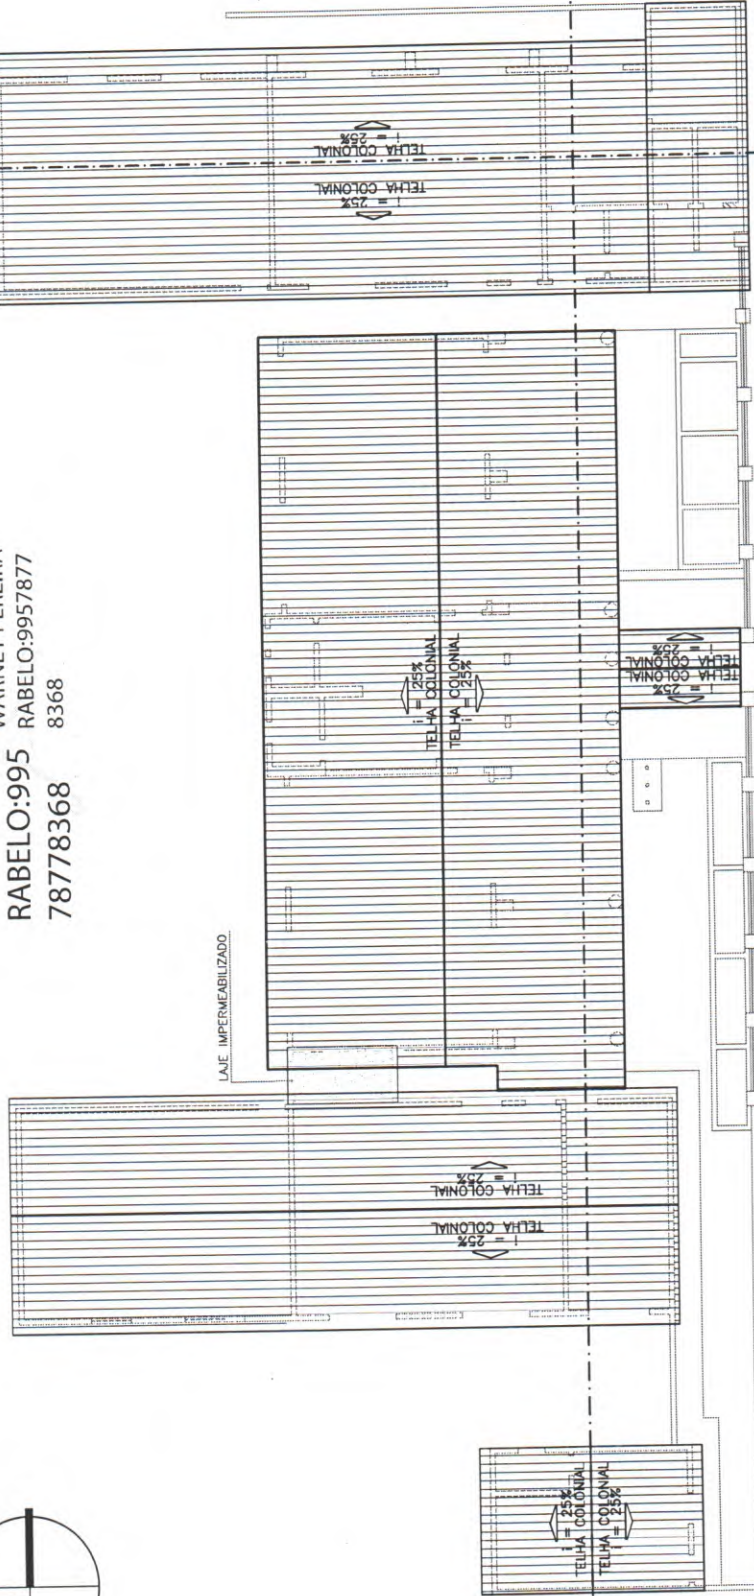 RABELO:995
78778368
RABELO:9957877
8368
LAJE IMPERMEABILIZADO
TELHA COLONIAL
i = 25%
TELHA COLONIAL
i = 25%
i = 25%
TELHA COLONIAL
TELHA COLONIAL
i = 25%
i = 25%
TELHA COLONIAL
TELHA COLONIAL
i = 25%
TELHA COLONIAL
i = 25%
TELHA COLONIAL
i = 25%
i = 25%
TELHA COLONIAL
TELHA COLONIAL
i = 25%